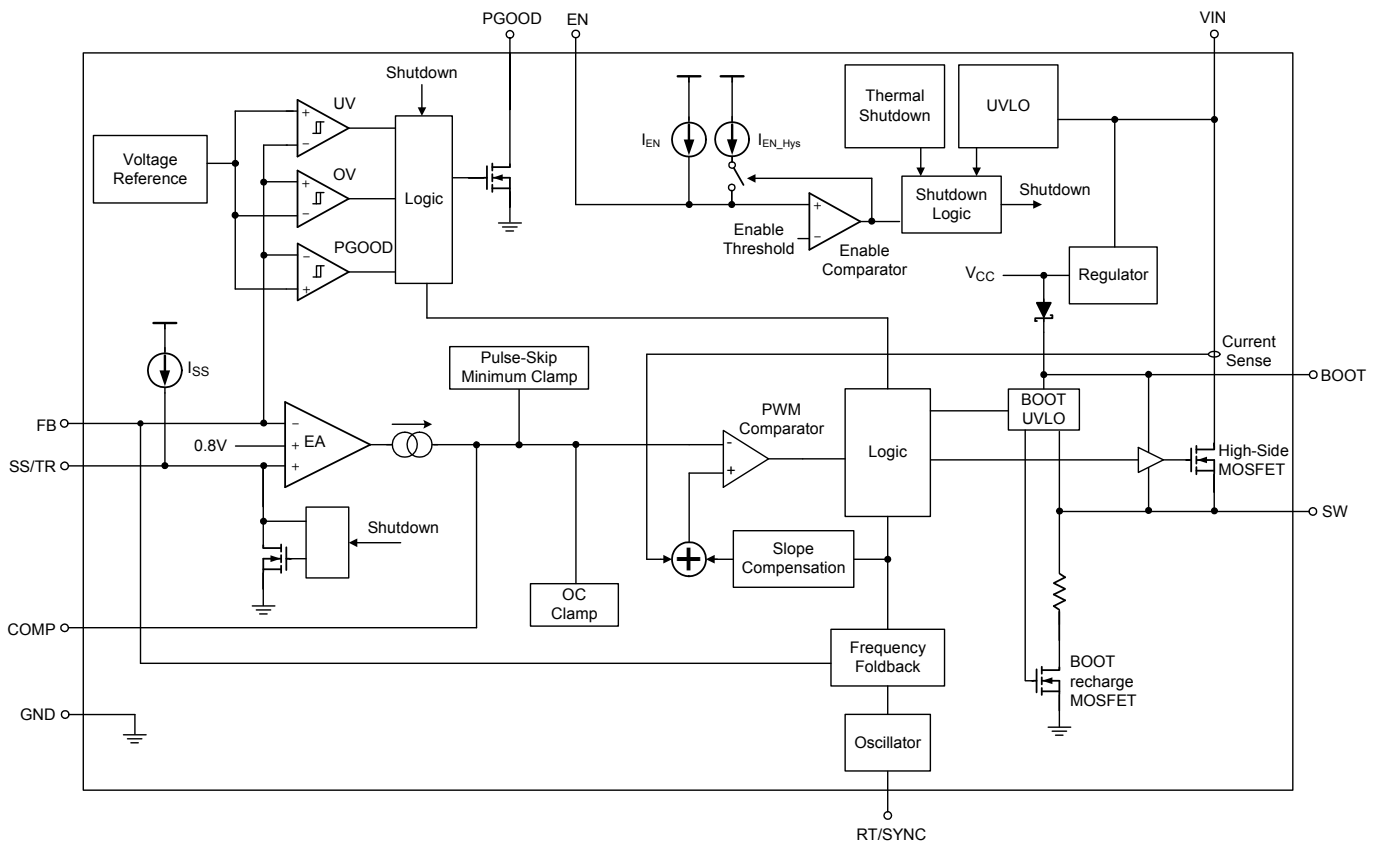 PGOOD
EN
VIN
Shutdown
UV
Voltage
Reference
OV
Logic
PGOOD
IEN
IEN_Hys
Thermal
Shutdown
UVLO
Shutdown
Logic
Shutdown
Enable
Threshold
Enable
Comparator
VCC
Regulator
ISS
Pulse-Skip
Minimum Clamp
Current
Sense
BOOT
BOOT
UVLO
FB
0.8V
EA
SS/TR
PWM
Comparator
Logic
High-Side
MOSFET
SW
Shutdown
Slope
Compensation
OC
Clamp
COMP
Frequency
Foldback
BOOT
recharge
MOSFET
GND
Oscillator
RT/SYNC